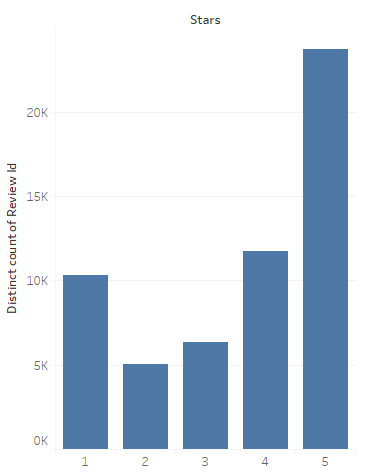 Stars
Distinct count of Review Id
20K
15K
10K
5K
0K
1 2 3 4 5